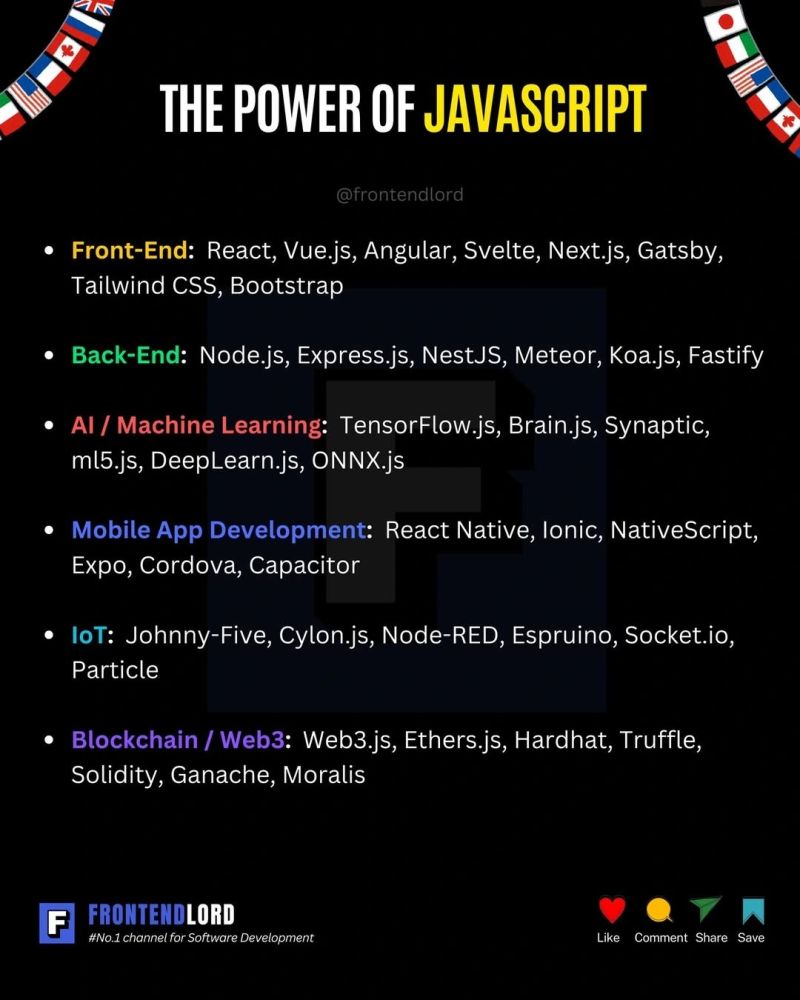 THE POWER OF JAVASCRIPT
@frontendlord
• Front-End: React, Vue.js, Angular, Svelte, Next.js, Gatsby,
Tailwind CSS, Bootstrap
• Back-End: Node.js, Express.js, NestJS, Meteor, Koa.js, Fastify
• AI / Machine Learning: TensorFlow.js, Brain.js, Synaptic,
ml5.js, DeepLearn.js, ONNX.js
• Mobile App Development: React Native, Ionic, NativeScript,
Expo, Cordova, Capacitor
• IoT: Johnny-Five, Cylon.js, Node-RED, Espruino, Socket.io,
Particle
• Blockchain / Web3: Web3.js, Ethers.js, Hardhat, Truffle,
Solidity, Ganache, Moralis
F FRONTENDLORD
#No.1 channel for Software Development
Like Comment Share Save